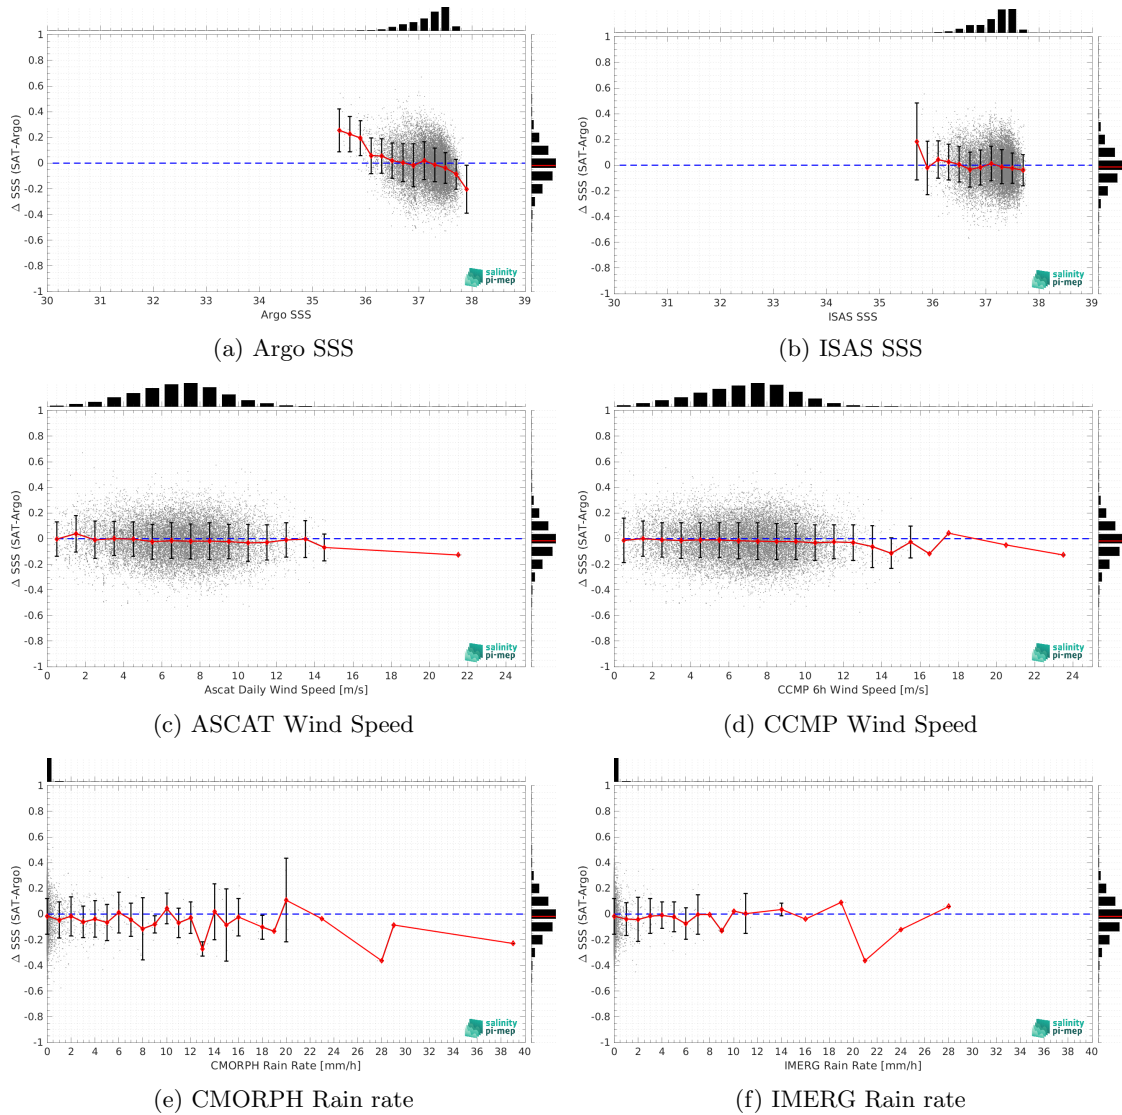 1
0.8
0.6
0.4
0.2
0
-0.2
-0.4
-0.6
-0.8
-1
Δ SSS (SAT-Argo)
30 31 32 33 34 35 36 37 38 39
Argo SSS
salinity
pi-mep
(a) Argo SSS
1
0.8
0.6
0.4
0.2
0
-0.2
-0.4
-0.6
-0.8
-1
Δ SSS (SAT-Argo)
30 31 32 33 34 35 36 37 38 39
ISAS SSS
salinity
pi-mep
(b) ISAS SSS
1
0.8
0.6
0.4
0.2
0
-0.2
-0.4
-0.6
-0.8
-1
Δ SSS (SAT-Argo)
0 2 4 6 8 10 12 14 16 18 20 22 24
Ascat Daily Wind Speed [m/s]
salinity
pi-mep
(c) ASCAT Wind Speed
1
0.8
0.6
0.4
0.2
0
-0.2
-0.4
-0.6
-0.8
-1
Δ SSS (SAT-Argo)
0 2 4 6 8 10 12 14 16 18 20 22 24
CCMP 6h Wind Speed [m/s]
salinity
pi-mep
(d) CCMP Wind Speed
1
0.8
0.6
0.4
0.2
0
-0.2
-0.4
-0.6
-0.8
-1
Δ SSS (SAT-Argo)
0 2 4 6 8 10 12 14 16 18 20 22 24 26 28 30 32 34 36 38 40
CMORPH Rain Rate [mm/h]
salinity
pi-mep
(e) CMORPH Rain rate
1
0.8
0.6
0.4
0.2
0
-0.2
-0.4
-0.6
-0.8
-1
Δ SSS (SAT-Argo)
0 2 4 6 8 10 12 14 16 18 20 22 24 26 28 30 32 34 36 38 40
IMERG Rain Rate [mm/h]
salinity
pi-mep
(f) IMERG Rain rate